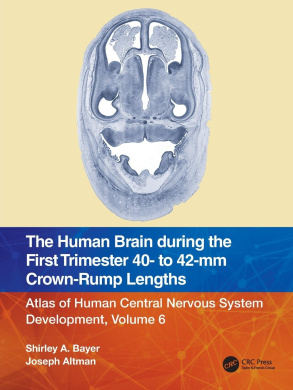 The Human Brain during the
First Trimester 40- to 42-mm
Crown-Rump Lengths
Atlas of Human Central Nervous System
Development, Volume 6
Shirley A. Bayer
Joseph Altman
CRC
CRC Press
Taylor & Francis Group